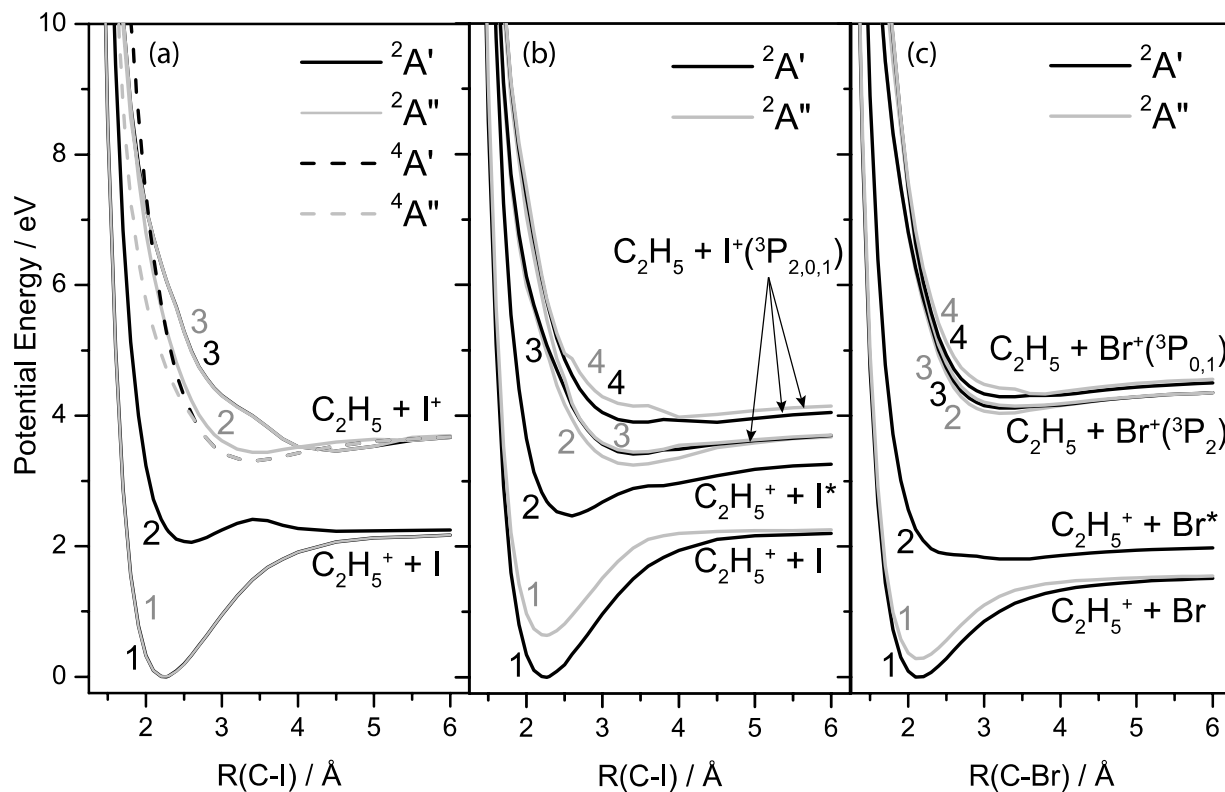 10
8
6
4
2
0
Potential Energy / eV
(a)
²A'
²A"
⁴A'
⁴A"
3
3
2
C₂H₅ + I⁺
2
C₂H₅⁺ + I
1
1
2 3 4 5 6
R(C-I) / Å
(b)
²A'
²A"
C₂H₅ + I⁺(³P₂,₀,₁)
3
4
4
3
2
2
C₂H₅⁺ + I*
C₂H₅⁺ + I
1
1
2 3 4 5 6
R(C-I) / Å
(c)
²A'
²A"
4
4
3
3
2
C₂H₅ + Br⁺(³P₀,₁)
C₂H₅ + Br⁺(³P₂)
2
C₂H₅⁺ + Br*
1
C₂H₅⁺ + Br
1
2 3 4 5 6
R(C-Br) / Å